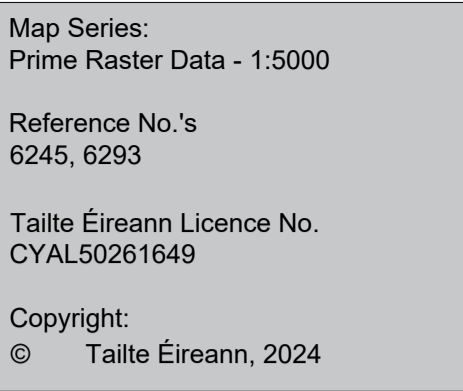 Map Series:
Prime Raster Data - 1:5000
Reference No.'s
6245, 6293
Tailte Éireann Licence No.
CYAL50261649
Copyright:
© Tailte Éireann, 2024